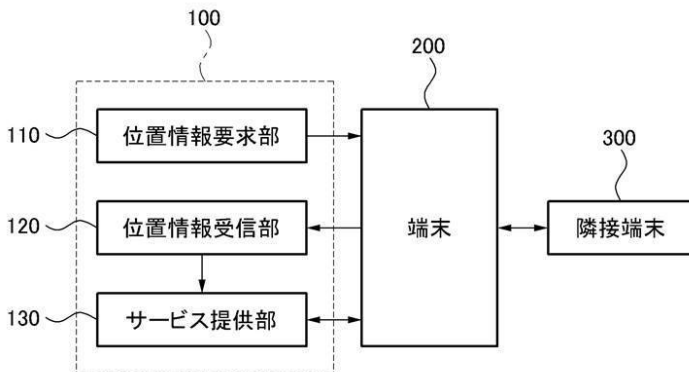 100
200
300
110
位置情報要求部
120
位置情報受信部
端末
隣接端末
130
サービス提供部